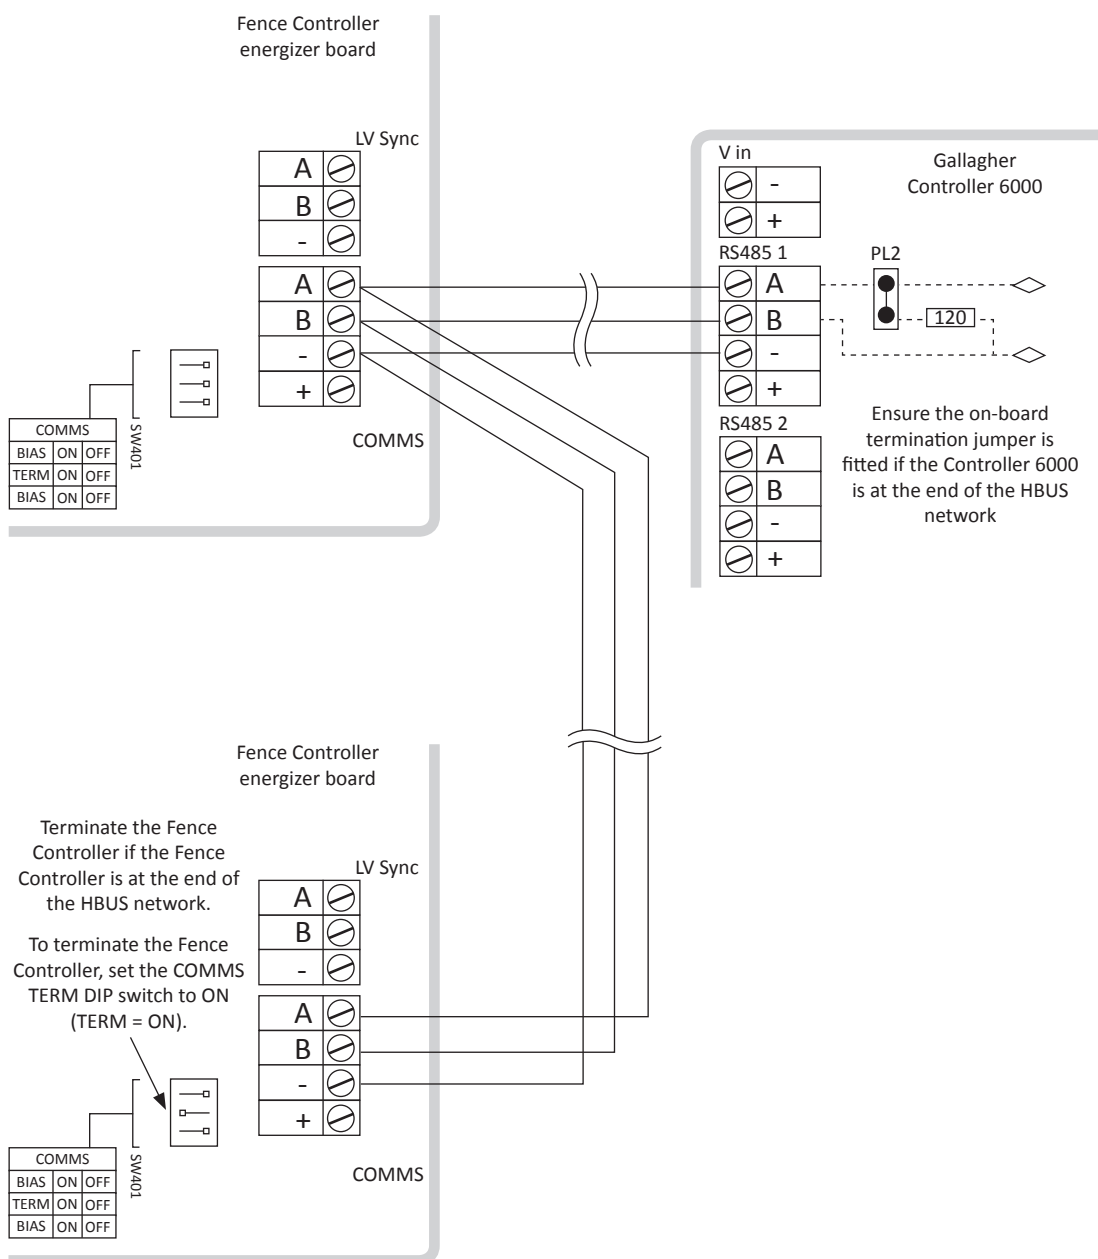 Fence Controller
energizer board
LV Sync
A
B
-
A
B
-
+
COMMS
SW401
COMMS
BIAS ON OFF
TERM ON OFF
BIAS ON OFF
V in
-
+
Gallagher
Controller 6000
RS485 1
A
B
-
+
PL2
120
RS485 2
A
B
-
+
Ensure the on-board
termination jumper is
fitted if the Controller 6000
is at the end of the HBUS
network
Fence Controller
energizer board
Terminate the Fence
Controller if the Fence
Controller is at the end of
the HBUS network.
To terminate the Fence
Controller, set the COMMS
TERM DIP switch to ON
(TERM = ON).
LV Sync
A
B
-
A
B
-
+
COMMS
SW401
COMMS
BIAS ON OFF
TERM ON OFF
BIAS ON OFF